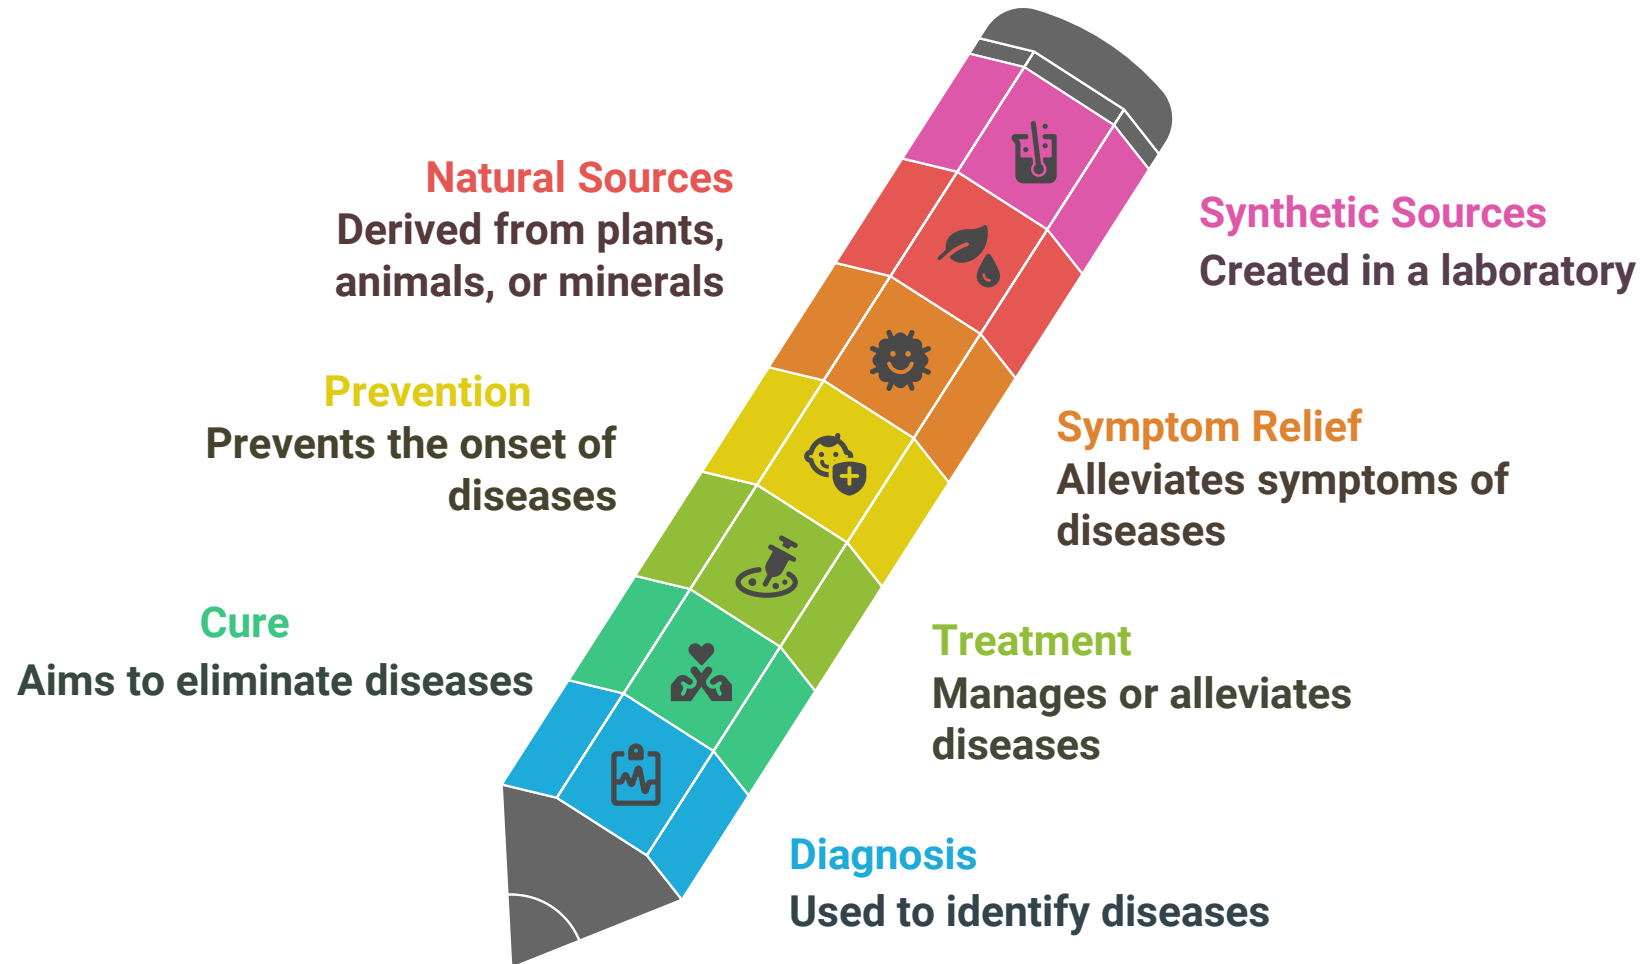 Natural Sources
Derived from plants,
animals, or minerals
Synthetic Sources
Created in a laboratory
Prevention
Prevents the onset of
diseases
Symptom Relief
Alleviates symptoms of
diseases
Cure
Aims to eliminate diseases
Treatment
Manages or alleviates
diseases
Diagnosis
Used to identify diseases